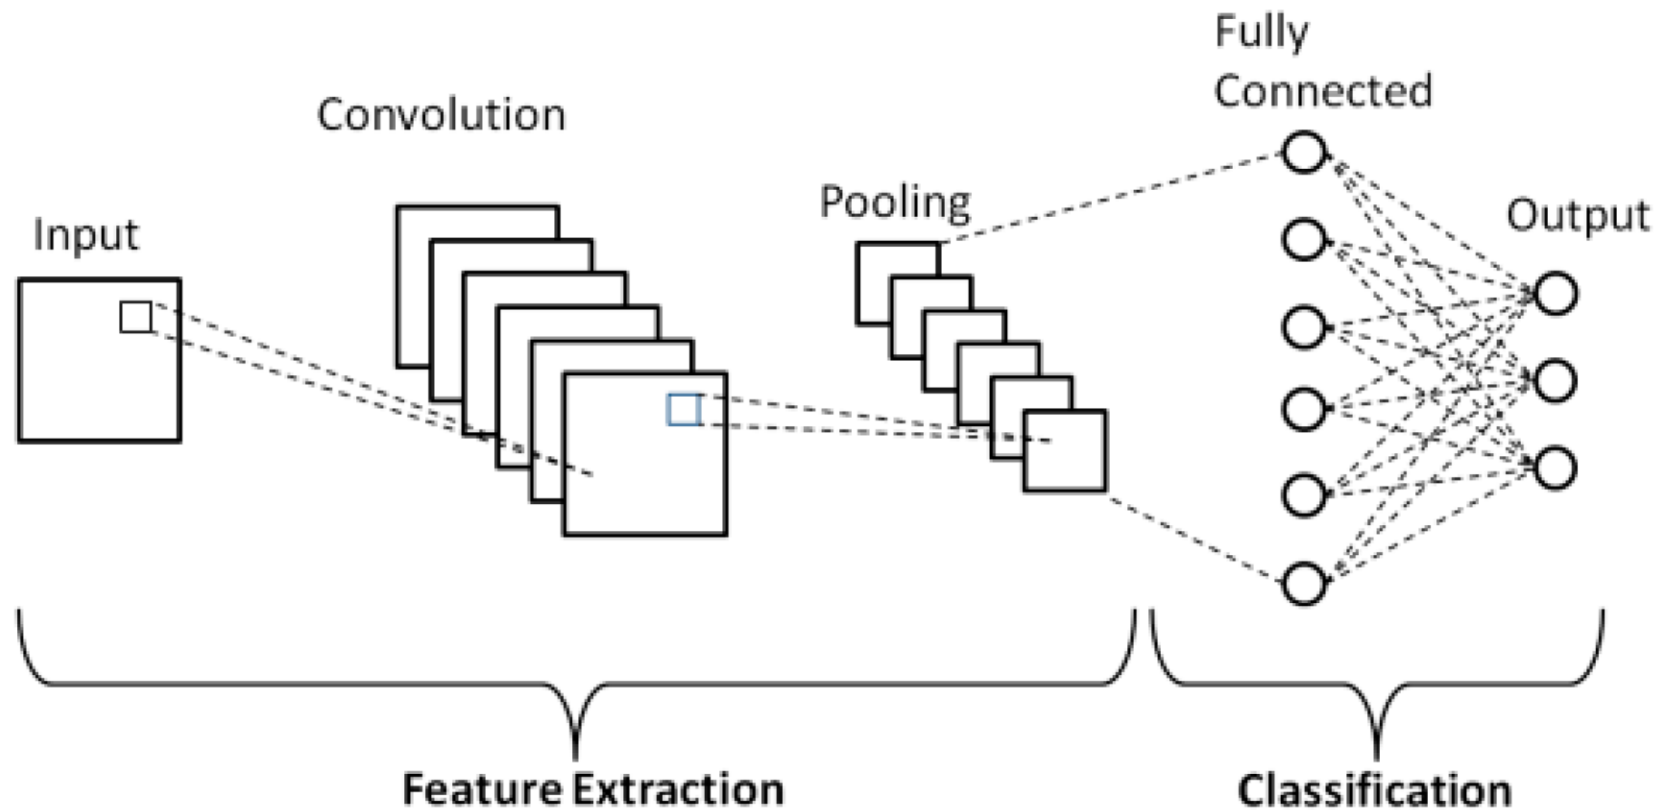 Fully
Connected
Convolution
Pooling
Input
Output
Feature Extraction
Classification